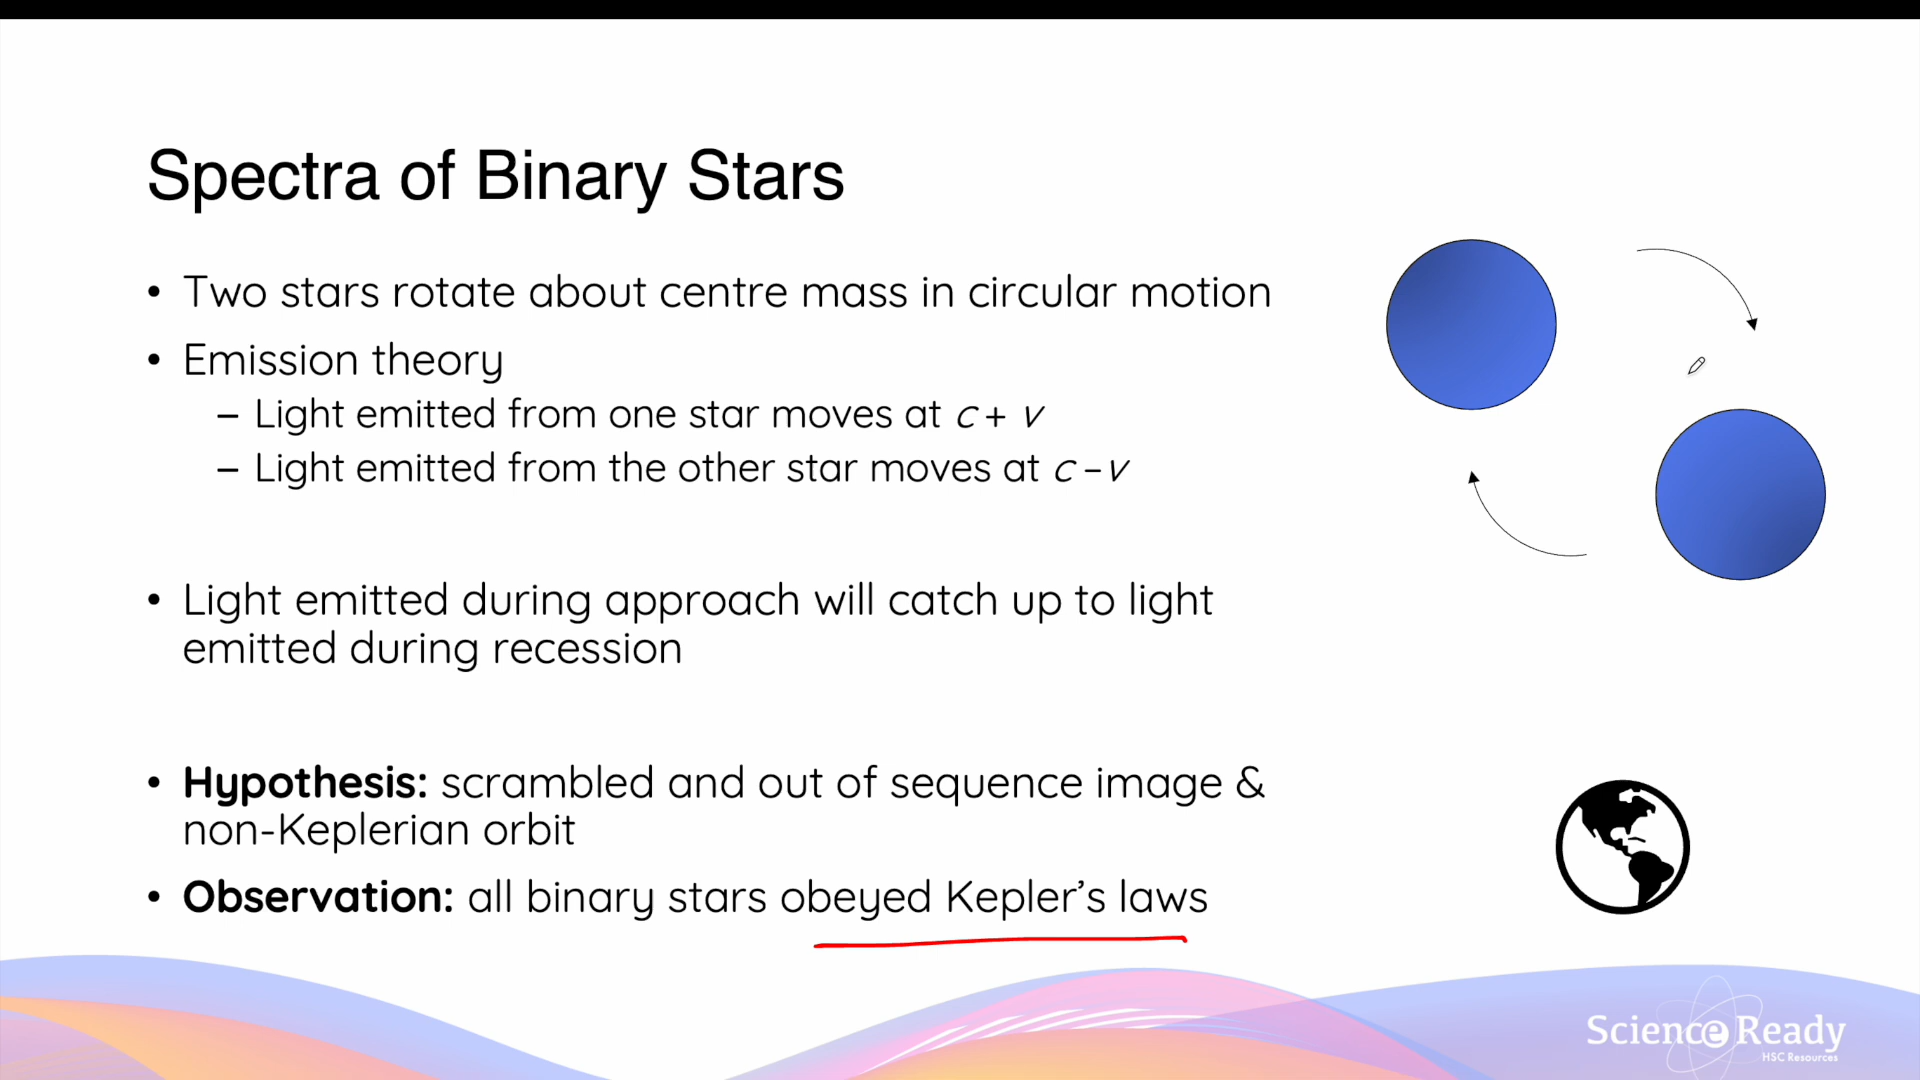 Spectra of Binary Stars
• Two stars rotate about centre mass in circular motion
• Emission theory
– Light emitted from one star moves at c + v
– Light emitted from the other star moves at c – v
• Light emitted during approach will catch up to light
emitted during recession
• Hypothesis: scrambled and out of sequence image &
non-Keplerian orbit
• Observation: all binary stars obeyed Kepler’s laws
Science Ready
HSC Resources